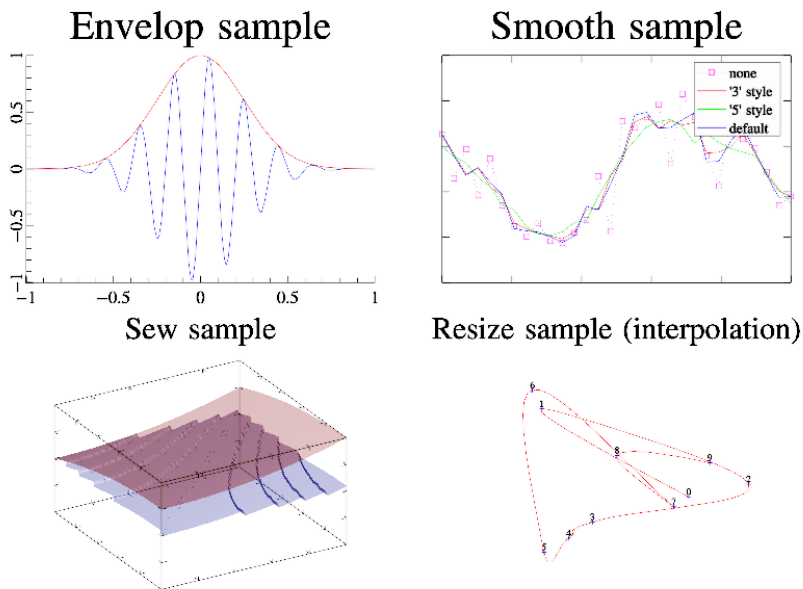 Envelop sample
Smooth sample
1
0.5
0
−0.5
−1
−1
−0.5
0
0.5
1
none
'3' style
'5' style
default
Sew sample
Resize sample (interpolation)
6
1
8
9
2
0
7
3
4
5